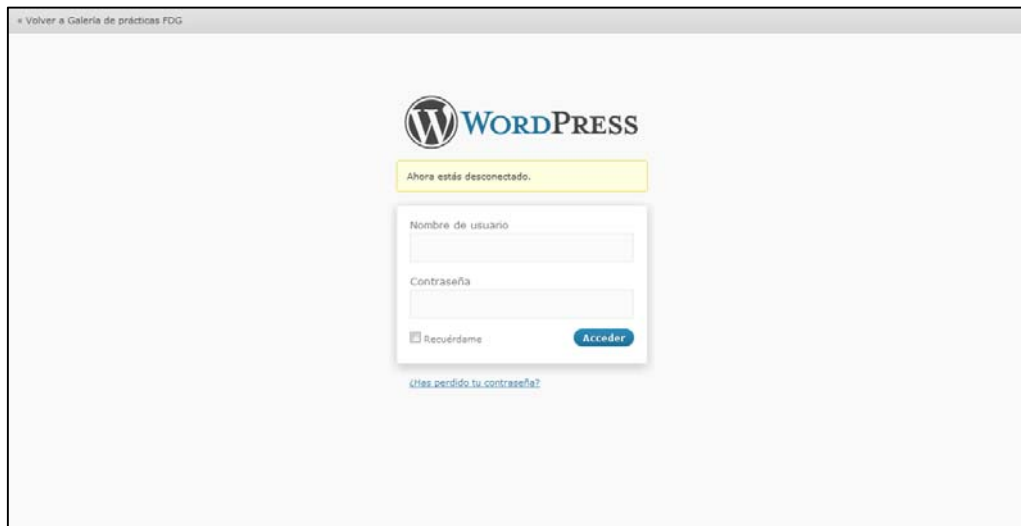 « Volver a Galería de prácticas FDG
WORDPRESS
Ahora estás desconectado.
Nombre de usuario
Contraseña
Recuérdame
Acceder
¿Has perdido tu contraseña?